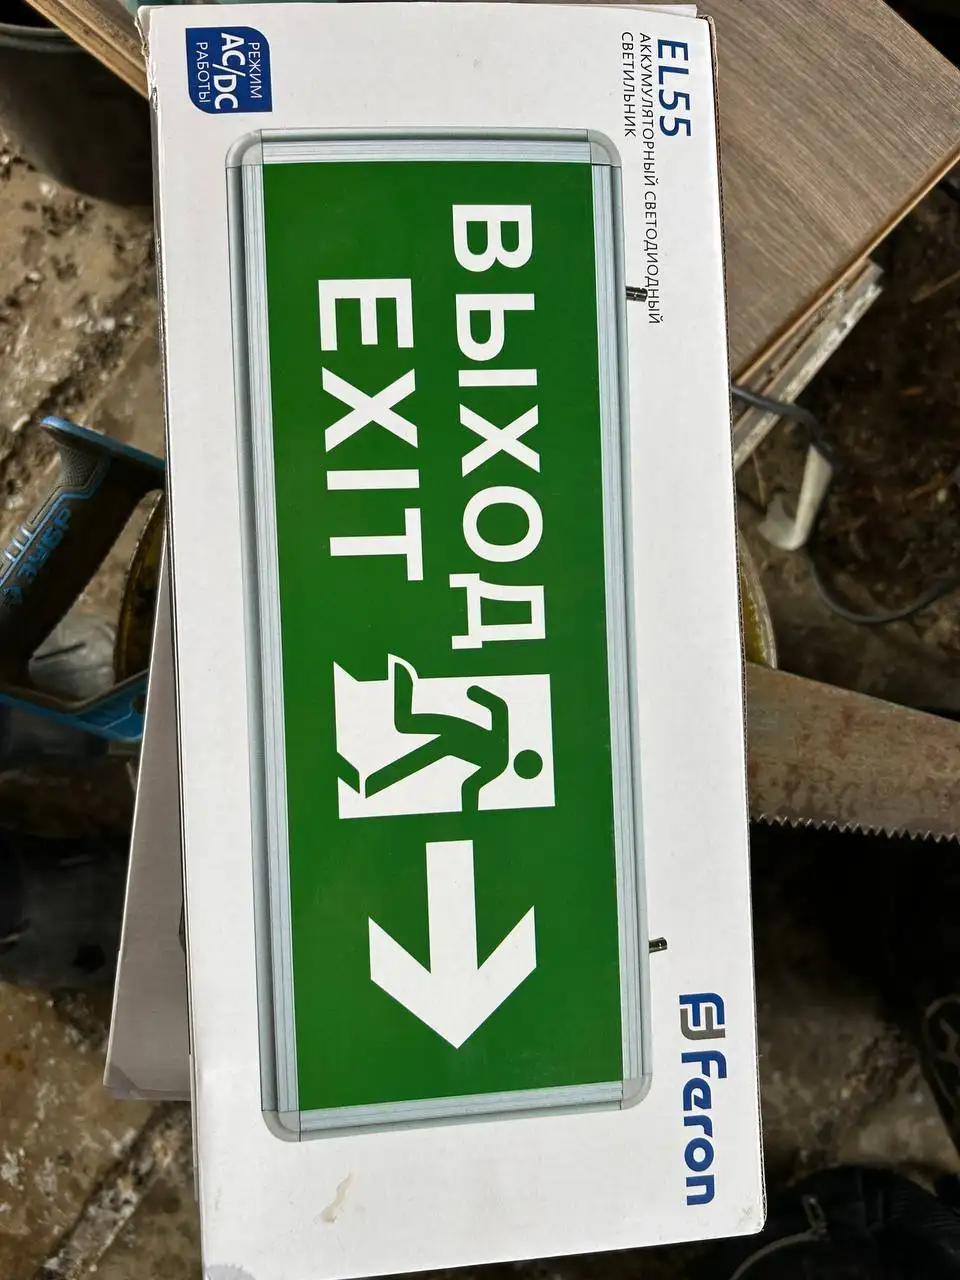 EL55
АККУМУЛЯТОРНЫЙ СВЕТОДИОДНЫЙ
СВЕТИЛЬНИК
feron
ВЫХОД
EXIT
РЕЖИМ
AC/DC
РАБОТЫ